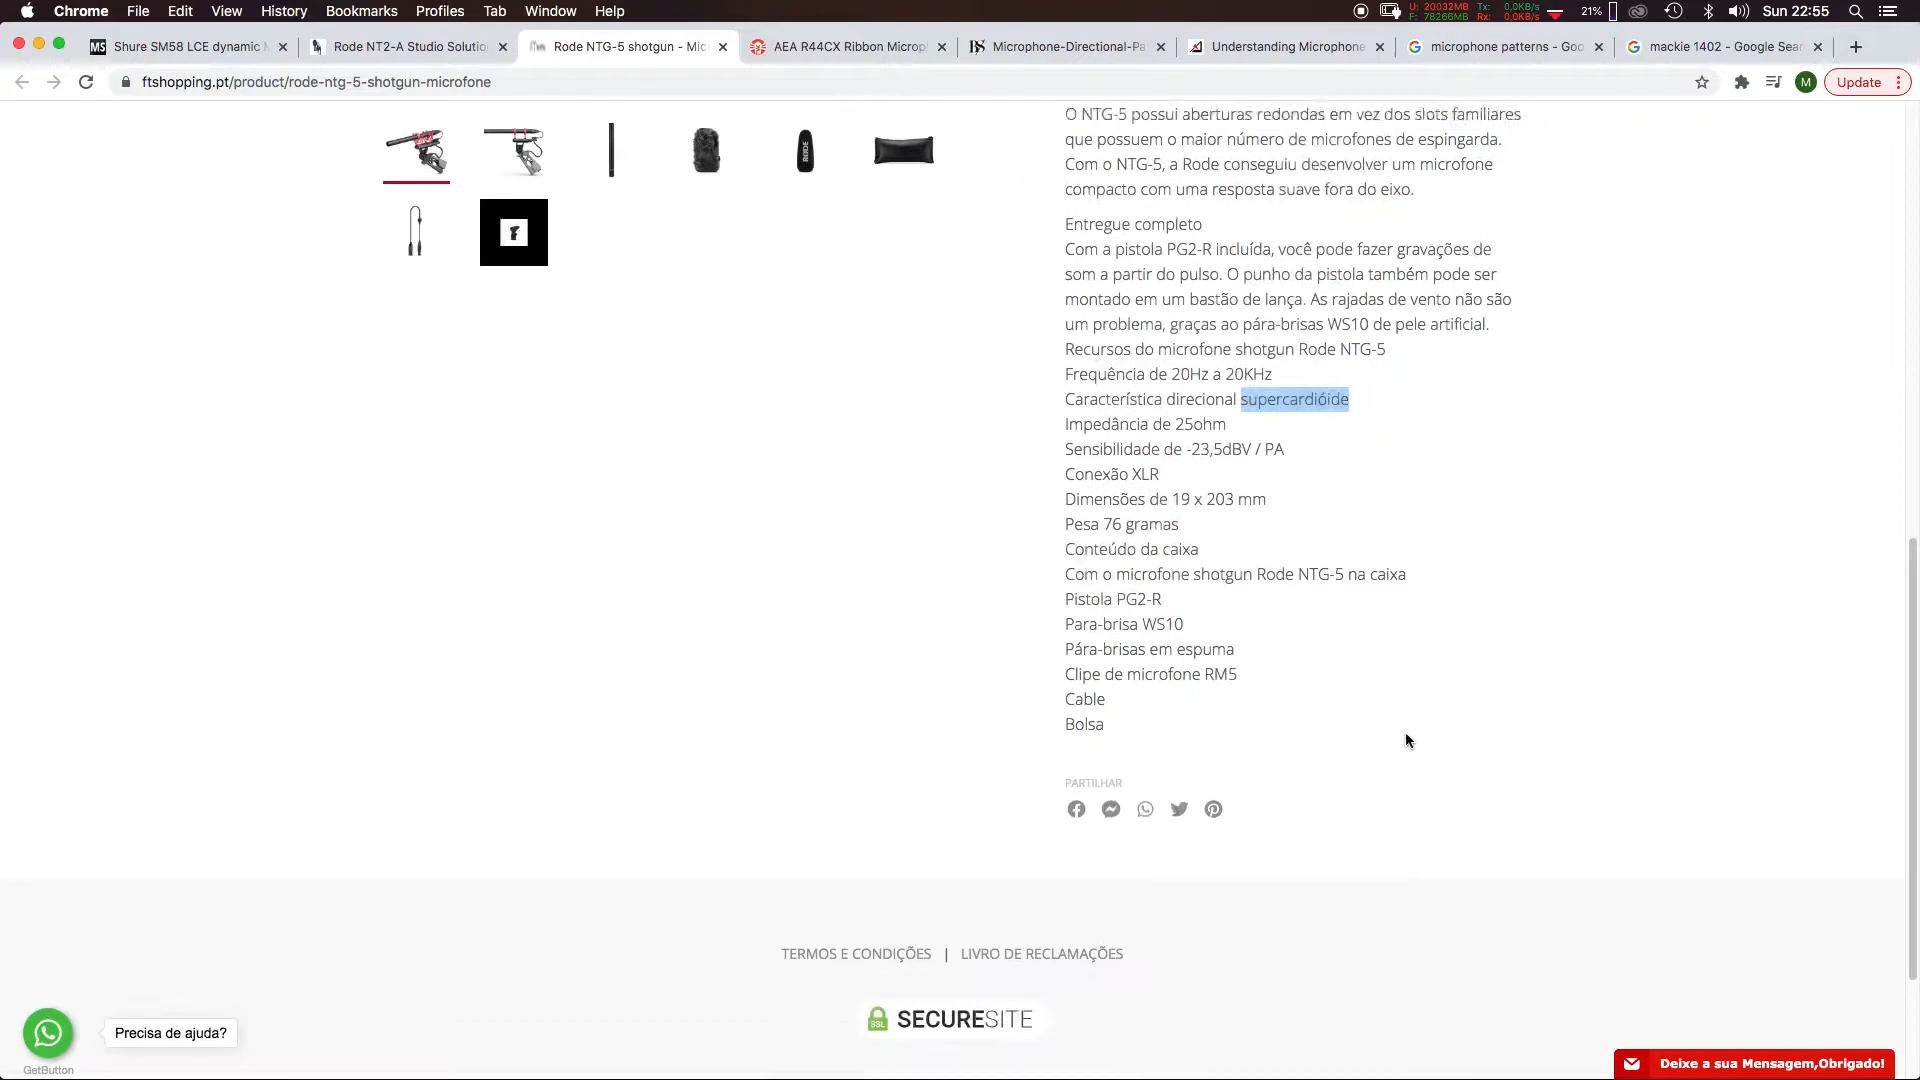 Chrome File Edit View History Bookmarks Profiles Tab Window Help
U: 20032MB Tx: 0,0KB/s
F: 78266MB Rx: 0,0KB/s
21% Sun 22:55
Shure SM58 LCE dynamic M
Rode NT2-A Studio Solutio
Rode NTG-5 shotgun - Mic
AEA R44CX Ribbon Microp
Microphone-Directional-Pa
Understanding Microphone
microphone patterns - Goo
mackie 1402 - Google Sear
ftshopping.pt/product/rode-ntg-5-shotgun-microfone
M
Update
O NTG-5 possui aberturas redondas em vez dos slots familiares
que possuem o maior número de microfones de espingarda.
Com o NTG-5, a Rode conseguiu desenvolver um microfone
compacto com uma resposta suave fora do eixo.
Entregue completo
Com a pistola PG2-R incluída, você pode fazer gravações de
som a partir do pulso. O punho da pistola também pode ser
montado em um bastão de lança. As rajadas de vento não são
um problema, graças ao pára-brisas WS10 de pele artificial.
Recursos do microfone shotgun Rode NTG-5
Frequência de 20Hz a 20KHz
Característica direcional supercardióide
Impedância de 25ohm
Sensibilidade de -23,5dBV / PA
Conexão XLR
Dimensões de 19 x 203 mm
Pesa 76 gramas
Conteúdo da caixa
Com o microfone shotgun Rode NTG-5 na caixa
Pistola PG2-R
Para-brisa WS10
Pára-brisas em espuma
Clipe de microfone RM5
Cable
Bolsa
PARTILHAR
TERMOS E CONDIÇÕES | LIVRO DE RECLAMAÇÕES
SSL SECURESITE
Precisa de ajuda?
GetButton
Deixe a sua Mensagem,Obrigado!